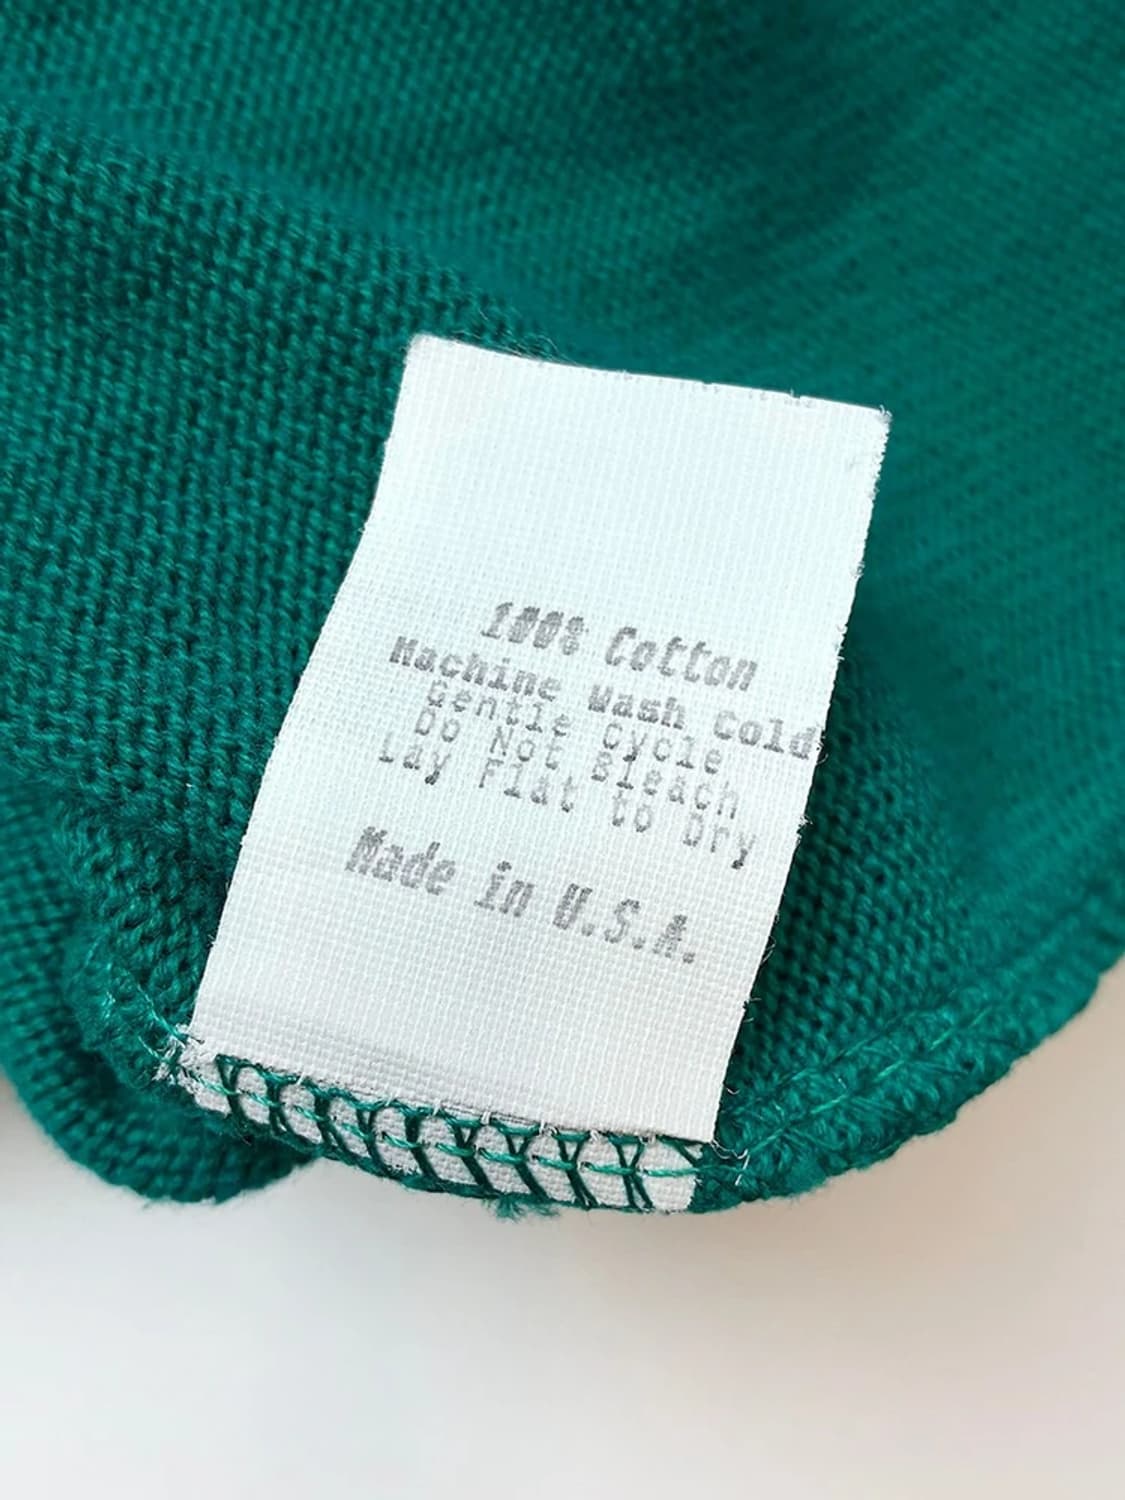 100% Cotton
Machine Wash Cold
Gentle Cycle
Do Not Bleach
Lay Flat to Dry
Made in U.S.A.